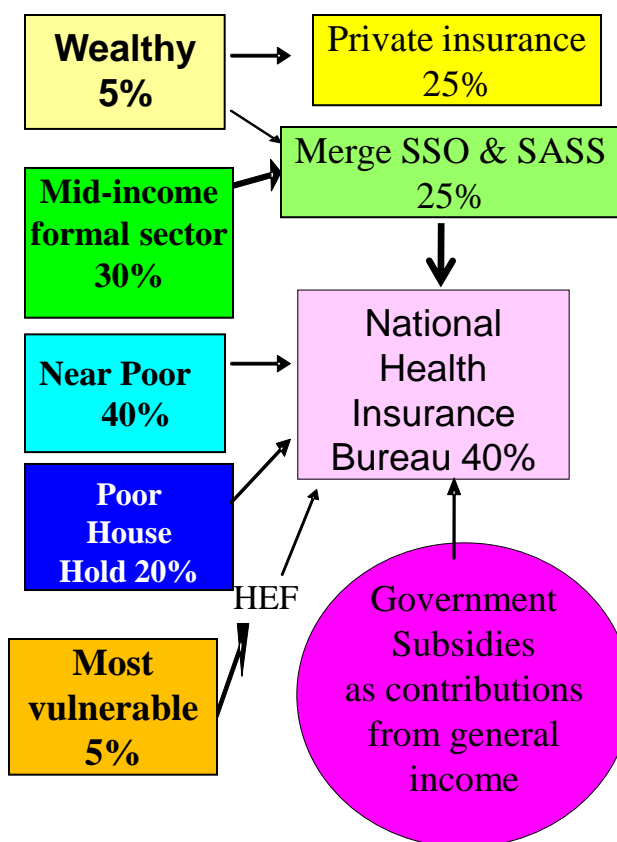 Wealthy
5%
Private insurance
25%
Merge SSO & SASS
25%
Mid-income
formal sector
30%
National
Health
Insurance
Bureau 40%
Near Poor
40%
Poor
House
Hold 20%
HEF
Government
Subsidies
as contributions
from general
income
Most
vulnerable
5%